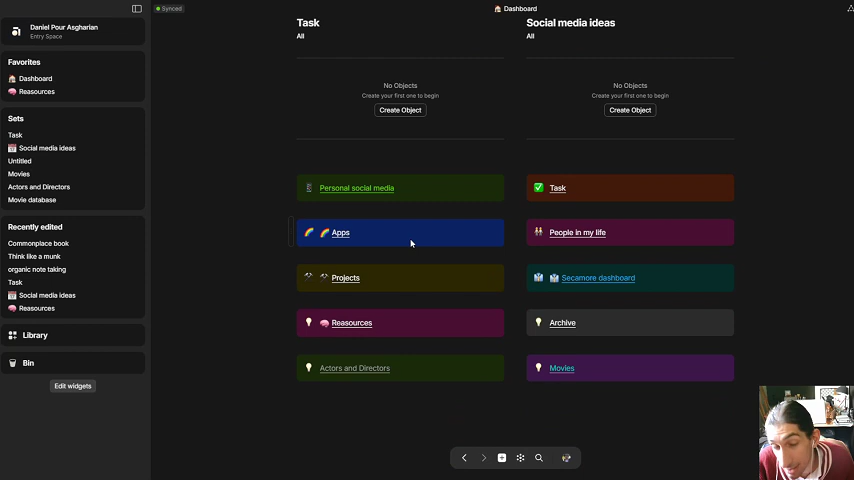 Daniel Pour Asgharian
Entry Space
Favorites
Dashboard
Reasources
Sets
Task
Social media ideas
Untitled
Movies
Actors and Directors
Movie database
Recently edited
Commonplace book
Think like a munk
organic note taking
Task
Social media ideas
Reasources
Library
Bin
Edit widgets
Synced
Dashboard
Task
All
No Objects
Create your first one to begin
Create Object
Social media ideas
All
No Objects
Create your first one to begin
Create Object
Personal social media
Task
Apps
People in my life
Projects
Secamore dashboard
Reasources
Archive
Actors and Directors
Movies